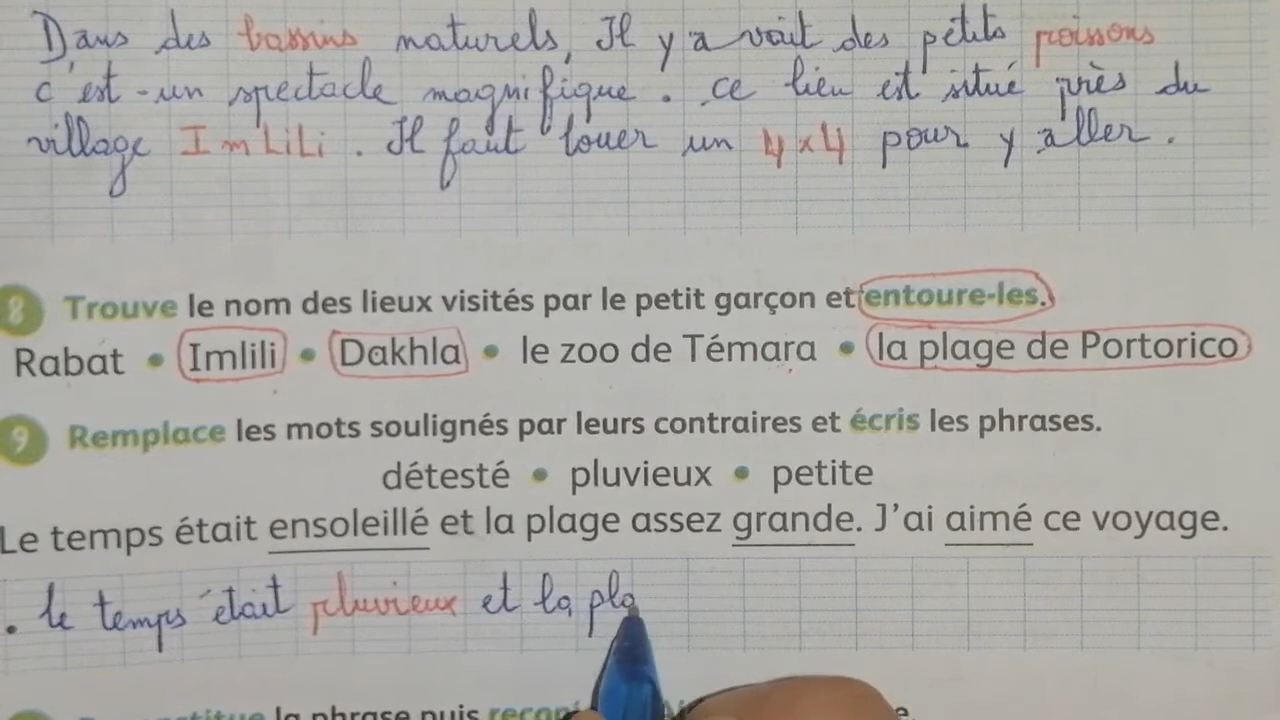 Dans des bassins naturels, Il y'a vait des petits poissons
c'est-un spectacle magnifique. ce lieu est situé près du
village ImLiLi. Il faut louer un 4x4 pour y aller.
8 Trouve le nom des lieux visités par le petit garçon et entoure-les.
Rabat • Imlili • Dakhla • le zoo de Témara • la plage de Portorico
9 Remplace les mots soulignés par leurs contraires et écris les phrases.
détesté • pluvieux • petite
Le temps était ensoleillé et la plage assez grande. J'ai aimé ce voyage.
. le temps était pluvieux et la pla
la phrase puis